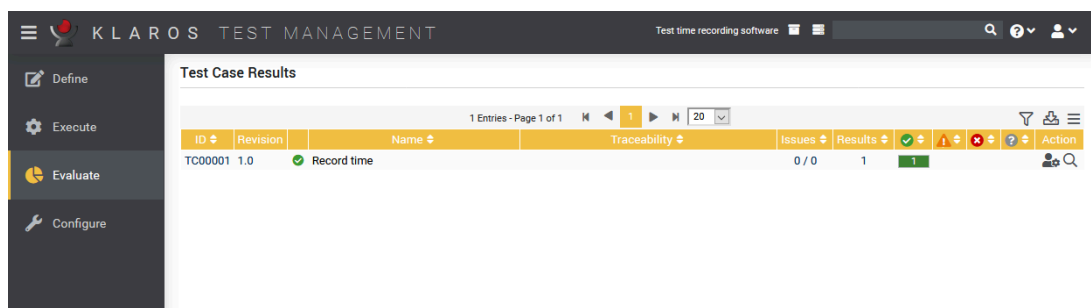 KLAROS TEST MANAGEMENT
Test time recording software
Define
Execute
Evaluate
Configure
Test Case Results
1 Entries - Page 1 of 1 1 20
ID Revision Name Traceability Issues Results Action
TC00001 1.0 Record time 0 / 0 1 1